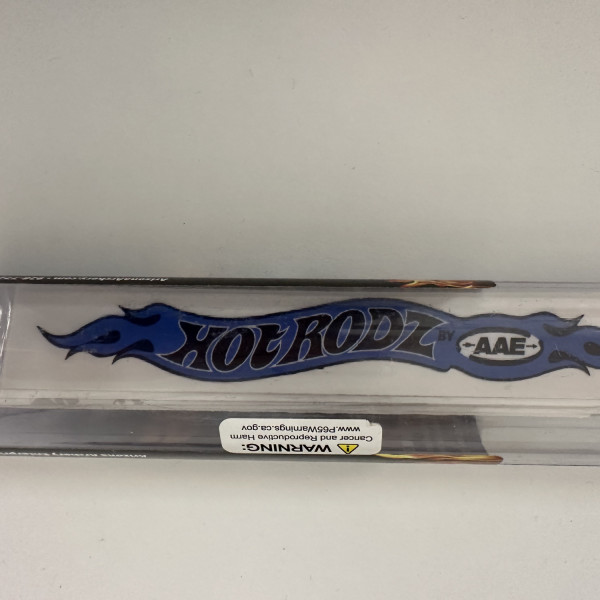 HOT RODZ BY AAE
WARNING:
Cancer and Reproductive Harm
www.P65Warnings.ca.gov